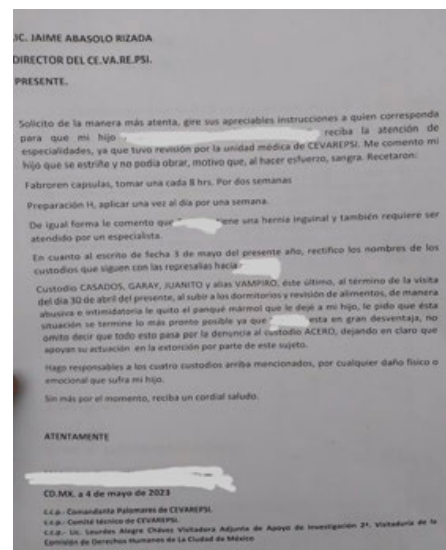 LIC. JAIME ABASOLO RIZADA
DIRECTOR DEL CE.VA.RE.PSI.
PRESENTE.
Solicito de la manera más atenta, gire sus apreciables instrucciones a quien corresponda
para que mi hijo reciba la atención de
especialidades, ya que tuvo revisión por la unidad médica de CEVAREPSI. Me comento mi
hijo que se estriñe y no podía obrar, motivo que, al hacer esfuerzo, sangra. Recetaron:
Fabroren capsulas, tomar una cada 8 hrs. Por dos semanas
Preparación H, aplicar una vez al día por una semana.
De igual forma le comento que tiene una hernia inguinal y también requiere ser
atendido por un especialista.
En cuanto al escrito de fecha 3 de mayo del presente año, rectifico los nombres de los
custodios que siguen con las represalias hacia
Custodio CASADOS, GARAY, JUANITO y alias VAMPIRO, éste último, al término de la visita
del día 30 de abril del presente, al subir a los dormitorios y revisión de alimentos, de manera
abusiva e intimidatoria le quito el panqué mármol que le dejé a mi hijo, le pido que ésta
situación se termine lo más pronto posible ya que esta en gran desventaja, no
omito decir que todo esto pasa por la denuncia al custodio ACERO, dejando en claro que
apoyan su actuación en la extorción por parte de este sujeto.
Hago responsables a los cuatro custodios arriba mencionados, por cualquier daño físico o
emocional que sufra mi hijo.
Sin más por el momento, reciba un cordial saludo.
ATENTAMENTE
CD.MX. a 4 de mayo de 2023
c.c.p.- Comandante Palomares de CEVAREPSI.
c.c.p.- Comité técnico de CEVAREPSI.
c.c.p.- Lic. Lourdes Alegre Chávez Visitadora Adjunta de Apoyo de Investigación 2ª. Visitaduría de la
Comisión de Derechos Humanos de La Ciudad de México